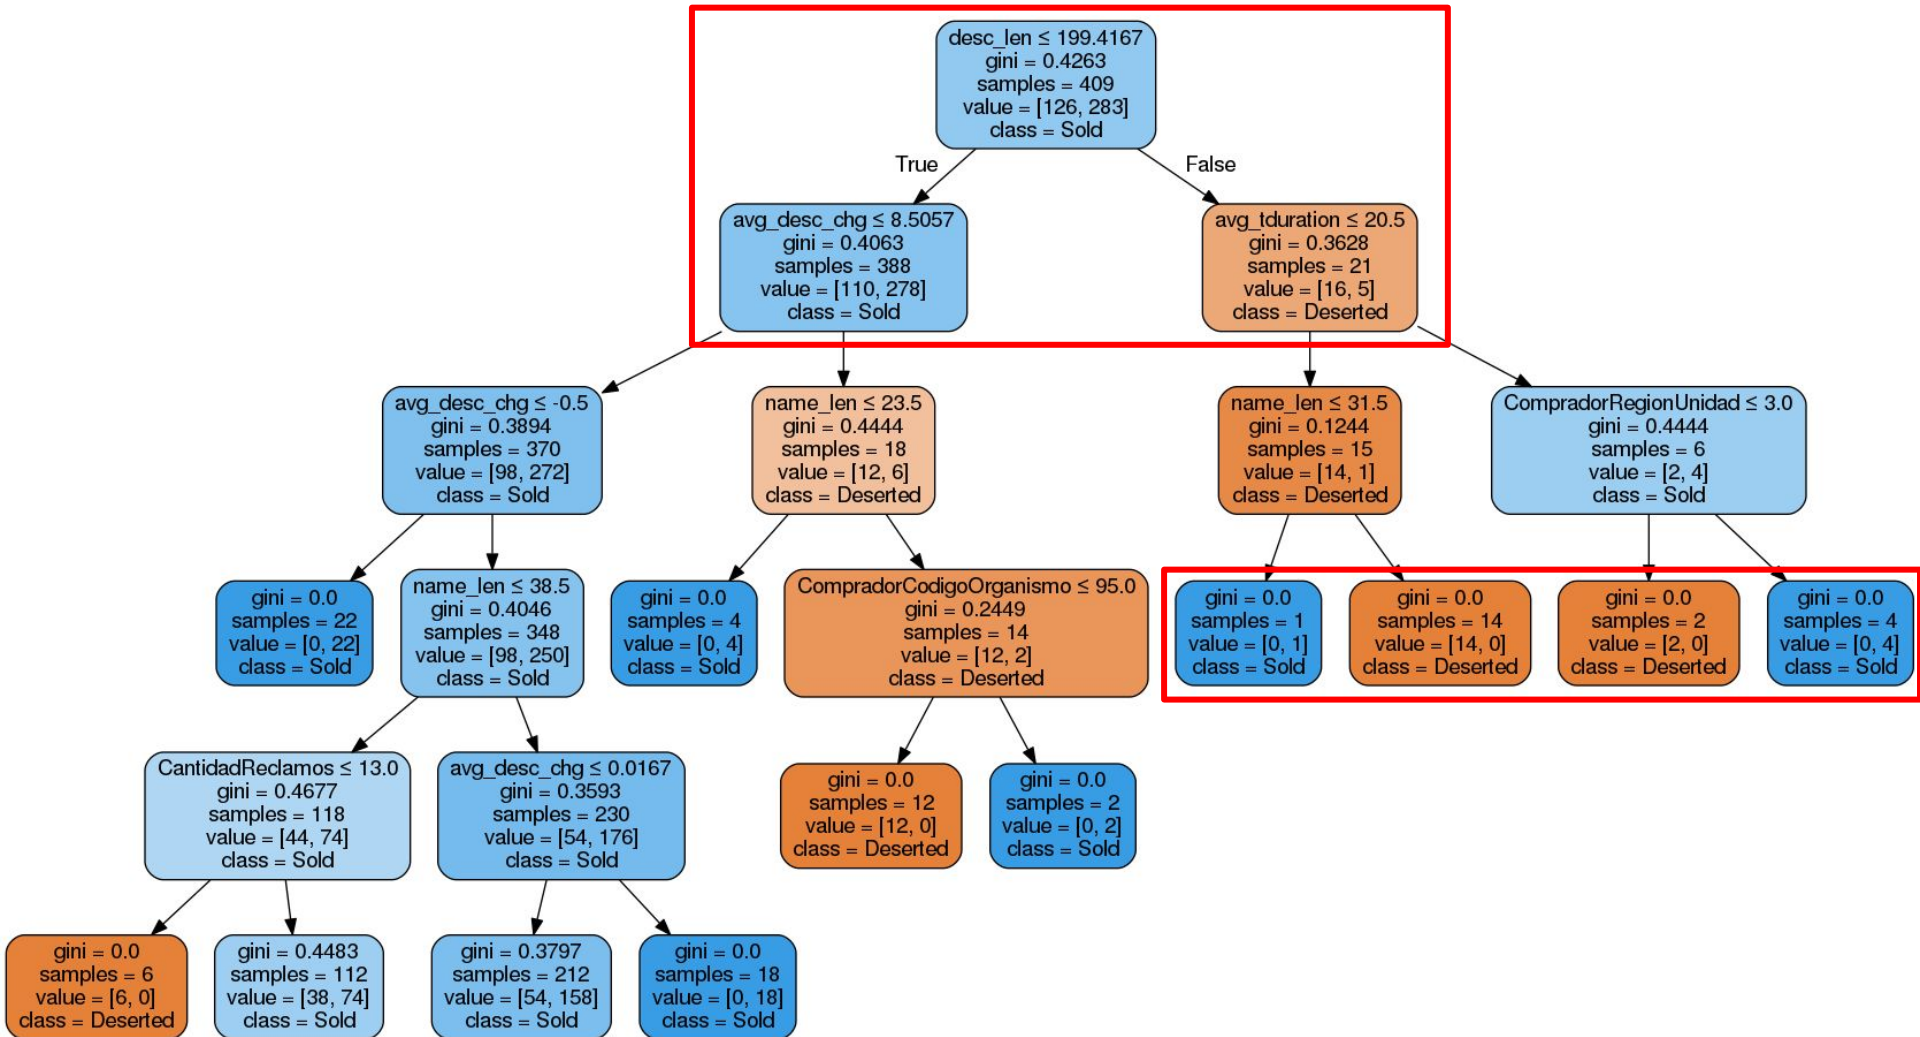 desc_len ≤ 199.4167
gini = 0.4263
samples = 409
value = [126, 283]
class = Sold
True
False
avg_desc_chg ≤ 8.5057
gini = 0.4063
samples = 388
value = [110, 278]
class = Sold
avg_tduration ≤ 20.5
gini = 0.3628
samples = 21
value = [16, 5]
class = Deserted
avg_desc_chg ≤ -0.5
gini = 0.3894
samples = 370
value = [98, 272]
class = Sold
name_len ≤ 23.5
gini = 0.4444
samples = 18
value = [12, 6]
class = Deserted
name_len ≤ 31.5
gini = 0.1244
samples = 15
value = [14, 1]
class = Deserted
CompradorRegionUnidad ≤ 3.0
gini = 0.4444
samples = 6
value = [2, 4]
class = Sold
gini = 0.0
samples = 22
value = [0, 22]
class = Sold
name_len ≤ 38.5
gini = 0.4046
samples = 348
value = [98, 250]
class = Sold
gini = 0.0
samples = 4
value = [0, 4]
class = Sold
CompradorCodigoOrganismo ≤ 95.0
gini = 0.2449
samples = 14
value = [12, 2]
class = Deserted
gini = 0.0
samples = 1
value = [0, 1]
class = Sold
gini = 0.0
samples = 14
value = [14, 0]
class = Deserted
gini = 0.0
samples = 2
value = [2, 0]
class = Deserted
gini = 0.0
samples = 4
value = [0, 4]
class = Sold
CantidadReclamos ≤ 13.0
gini = 0.4677
samples = 118
value = [44, 74]
class = Sold
avg_desc_chg ≤ 0.0167
gini = 0.3593
samples = 230
value = [54, 176]
class = Sold
gini = 0.0
samples = 12
value = [12, 0]
class = Deserted
gini = 0.0
samples = 2
value = [0, 2]
class = Sold
gini = 0.0
samples = 6
value = [6, 0]
class = Deserted
gini = 0.4483
samples = 112
value = [38, 74]
class = Sold
gini = 0.3797
samples = 212
value = [54, 158]
class = Sold
gini = 0.0
samples = 18
value = [0, 18]
class = Sold